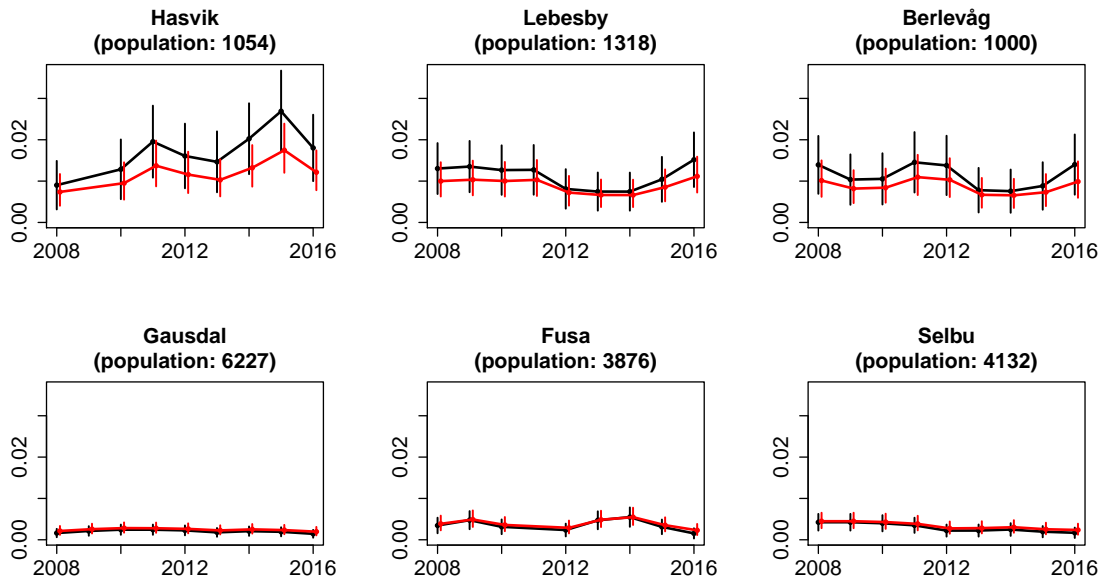 Hasvik
(population: 1054)
Lebesby
(population: 1318)
Berlevåg
(population: 1000)
0.00 0.02
0.00 0.02
0.00 0.02
2008 2012 2016
2008 2012 2016
2008 2012 2016
Gausdal
(population: 6227)
Fusa
(population: 3876)
Selbu
(population: 4132)
0.00 0.02
0.00 0.02
0.00 0.02
2008 2012 2016
2008 2012 2016
2008 2012 2016